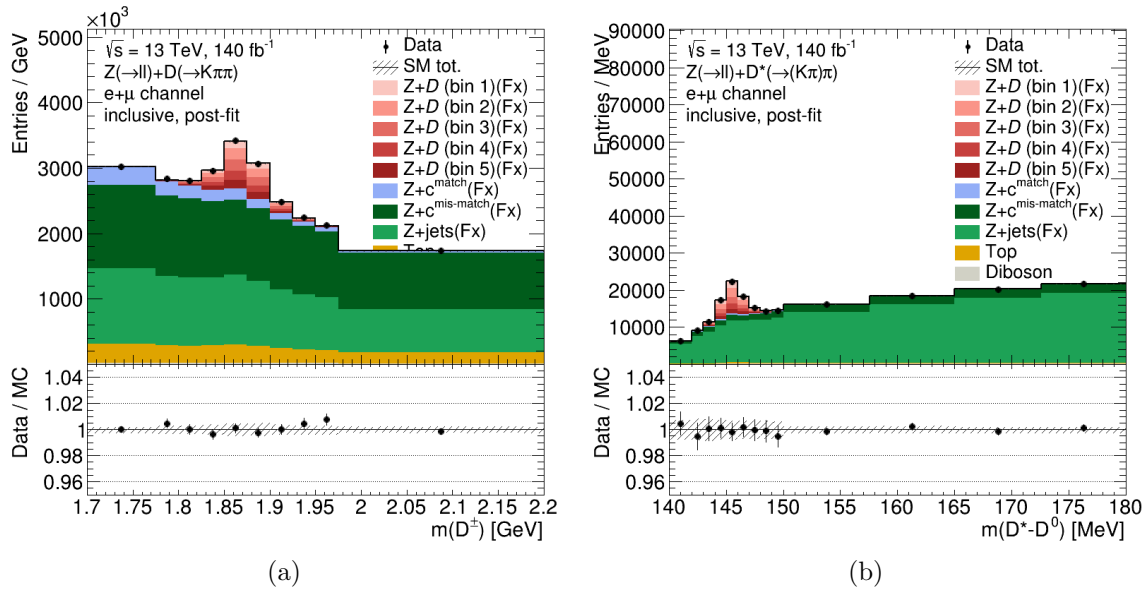 ×10³
Entries / GeV
5000
4000
3000
2000
1000
√s = 13 TeV, 140 fb⁻¹
Z(→ll)+D(→Kππ)
e+μ channel
inclusive, post-fit
Data
SM tot.
Z+D (bin 1)(Fx)
Z+D (bin 2)(Fx)
Z+D (bin 3)(Fx)
Z+D (bin 4)(Fx)
Z+D (bin 5)(Fx)
Z+c^match(Fx)
Z+c^mis-match(Fx)
Z+jets(Fx)
Data / MC
1.04
1.02
1
0.98
0.96
1.7 1.75 1.8 1.85 1.9 1.95 2 2.05 2.1 2.15 2.2
m(D^±) [GeV]
(a)
Entries / MeV
90000
80000
70000
60000
50000
40000
30000
20000
10000
√s = 13 TeV, 140 fb⁻¹
Z(→ll)+D*(→(Kπ)π)
e+μ channel
inclusive, post-fit
Data
SM tot.
Z+D (bin 1)(Fx)
Z+D (bin 2)(Fx)
Z+D (bin 3)(Fx)
Z+D (bin 4)(Fx)
Z+D (bin 5)(Fx)
Z+c^match(Fx)
Z+c^mis-match(Fx)
Z+jets(Fx)
Top
Diboson
Data / MC
1.04
1.02
1
0.98
0.96
140 145 150 155 160 165 170 175 180
m(D*-D⁰) [MeV]
(b)